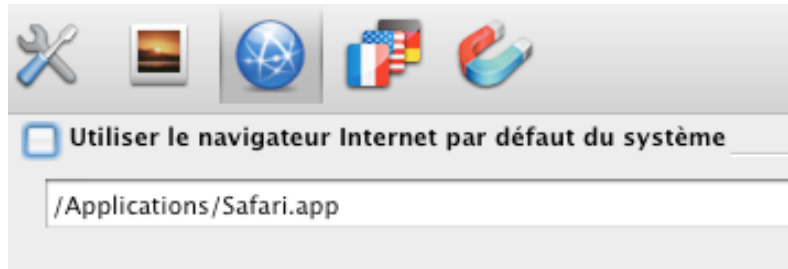 Utiliser le navigateur Internet par défaut du système
/Applications/Safari.app